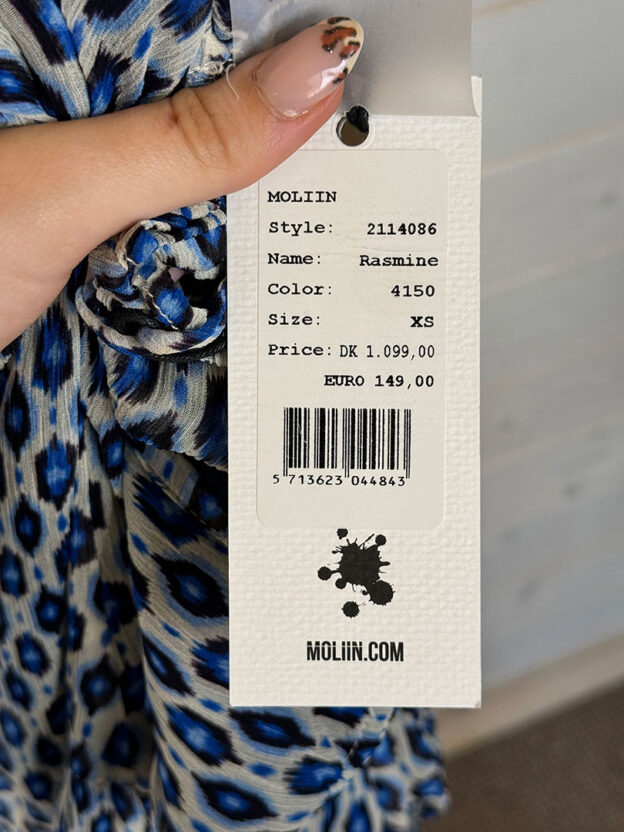 MOLIIN
Style: 2114086
Name: Rasmine
Color: 4150
Size: XS
Price: DK 1.099,00
EURO 149,00
5 713623 044843
MOLIIN.COM